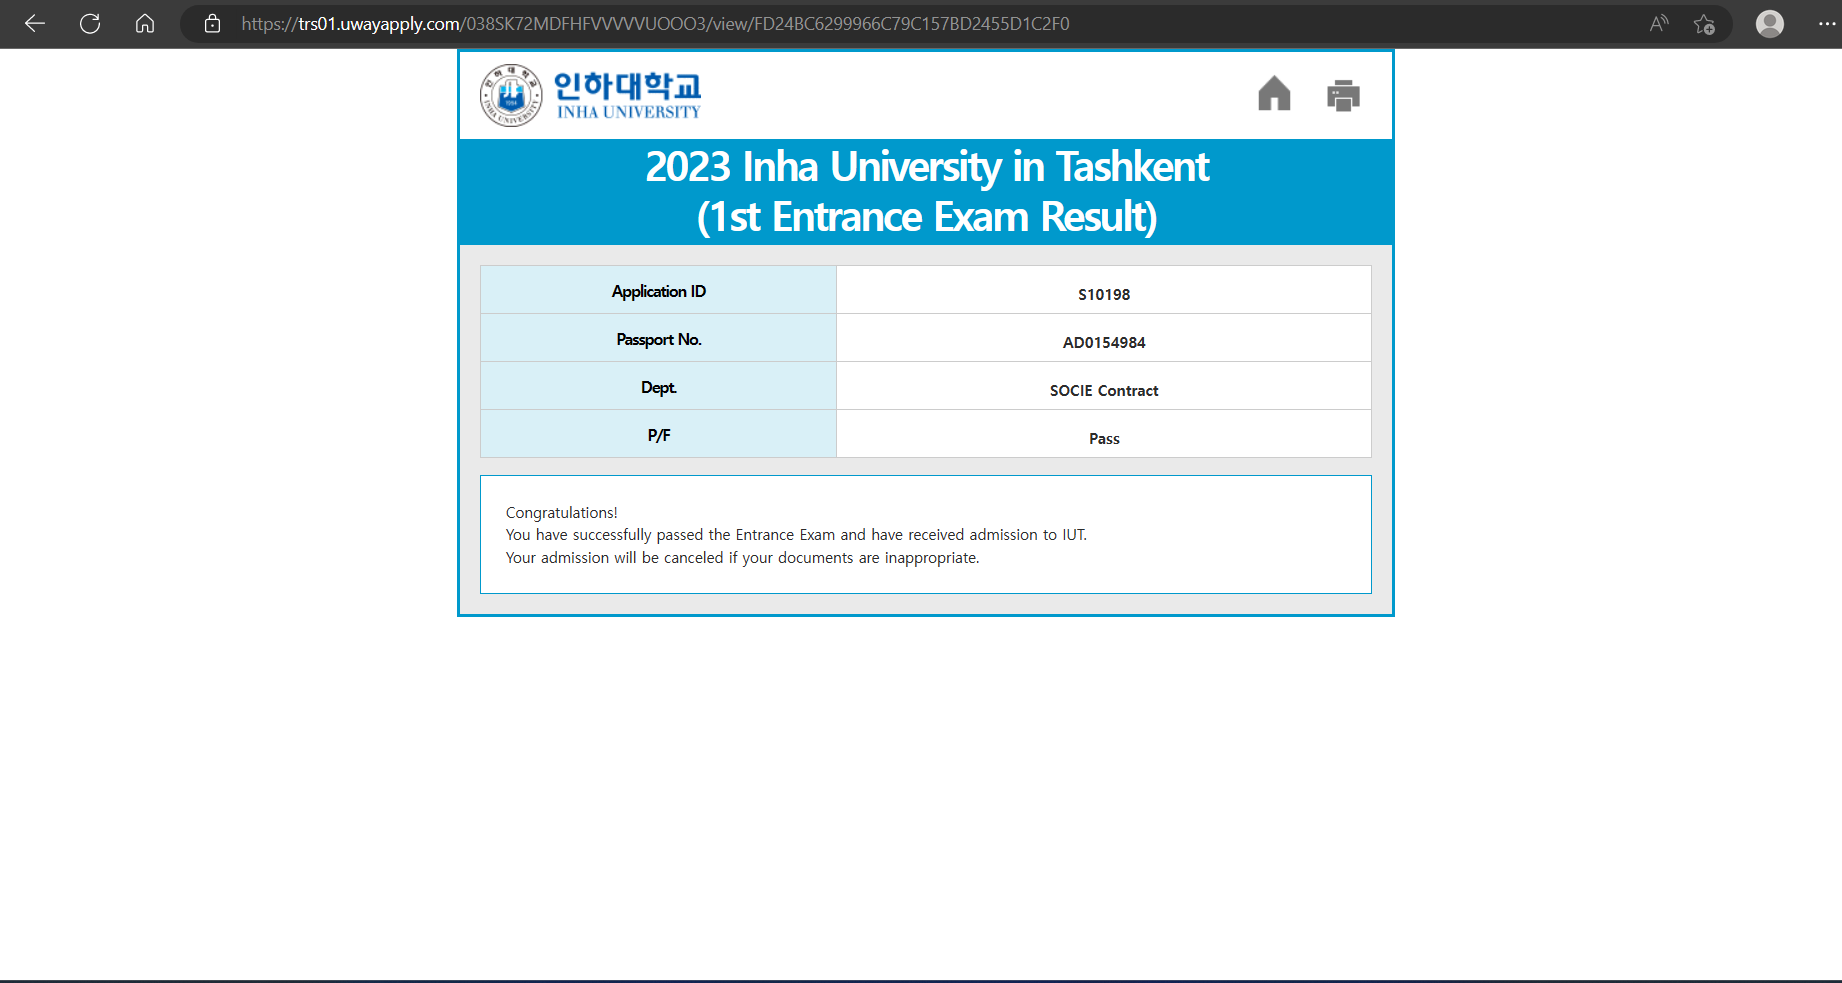 https://trs01.uwayapply.com/038SK72MDFHFVVVVVUOOO3/view/FD24BC6299966C79C157BD2455D1C2F0
인하대학교
INHA UNIVERSITY
2023 Inha University in Tashkent
(1st Entrance Exam Result)
Application ID S10198
Passport No. AD0154984
Dept. SOCIE Contract
P/F Pass
Congratulations!
You have successfully passed the Entrance Exam and have received admission to IUT.
Your admission will be canceled if your documents are inappropriate.